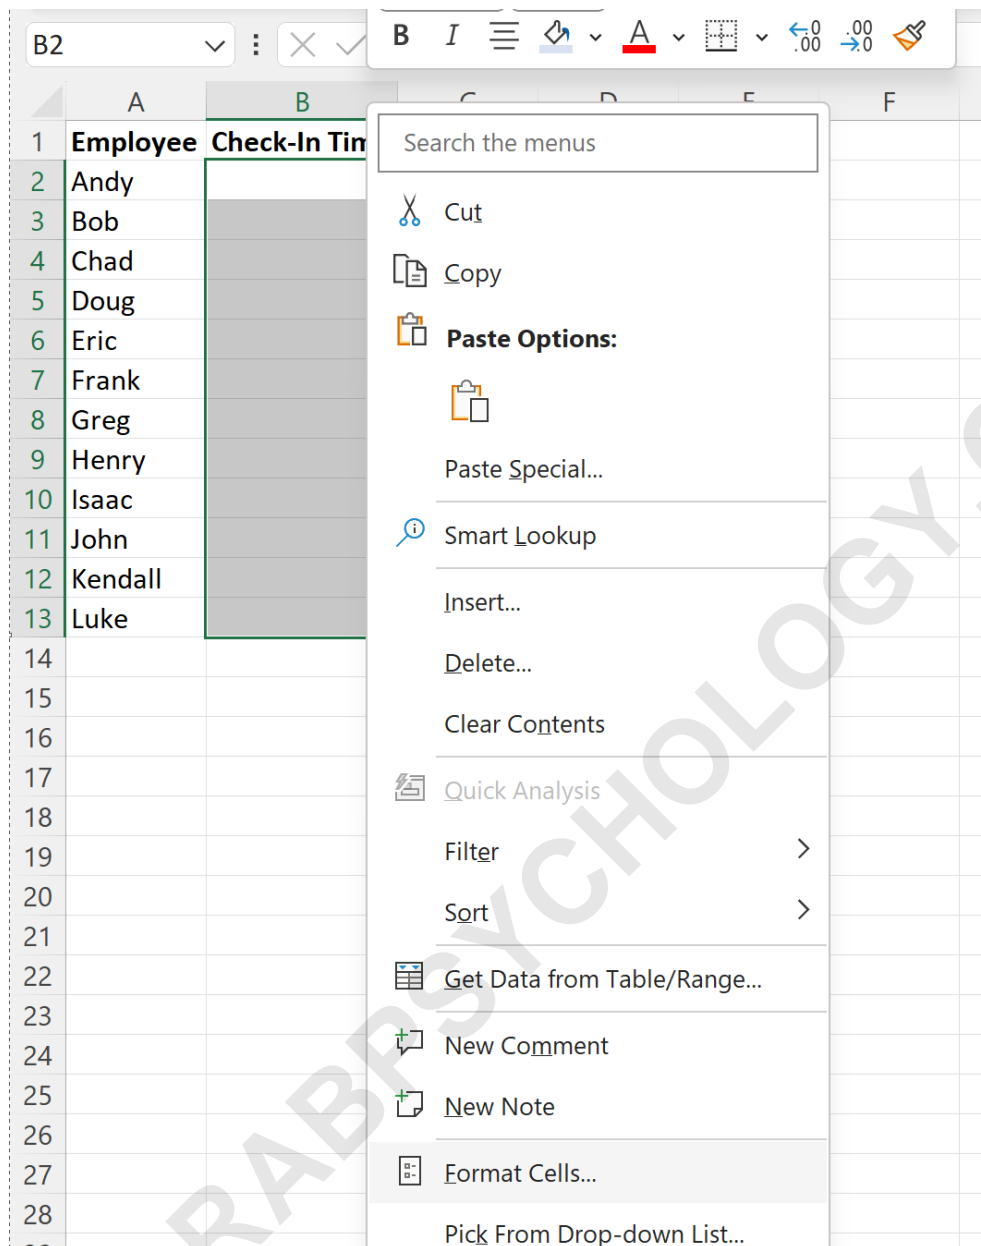 B2
B I A
.00 .00
.0
A B F
1 Employee Check-In Tim
2 Andy
3 Bob
4 Chad
5 Doug
6 Eric
7 Frank
8 Greg
9 Henry
10 Isaac
11 John
12 Kendall
13 Luke
14
15
16
17
18
19
20
21
22
23
24
25
26
27
28
Search the menus
Cut
Copy
Paste Options:
Paste Special...
Smart Lookup
Insert...
Delete...
Clear Contents
Quick Analysis
Filter
Sort
Get Data from Table/Range...
New Comment
New Note
Format Cells...
Pick From Drop-down List...
RABPSYCHOLOGY